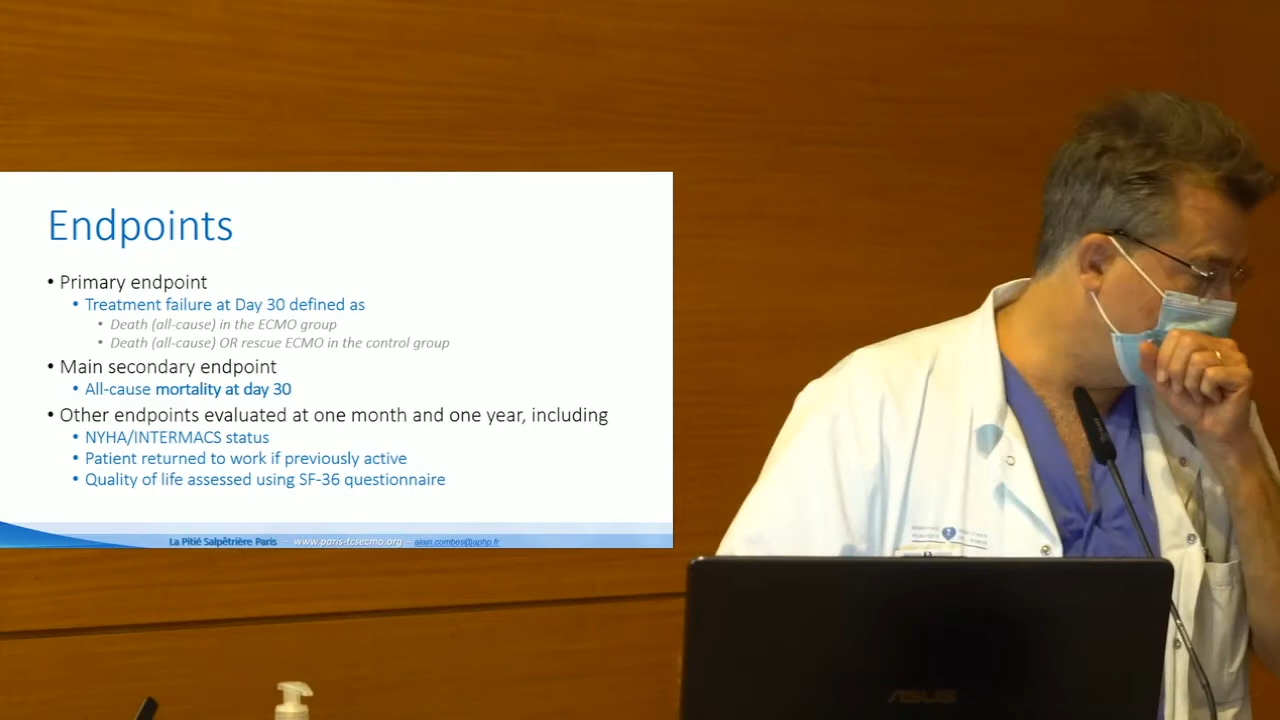 Endpoints
• Primary endpoint
• Treatment failure at Day 30 defined as
• Death (all-cause) in the ECMO group
• Death (all-cause) OR rescue ECMO in the control group
• Main secondary endpoint
• All-cause mortality at day 30
• Other endpoints evaluated at one month and one year, including
• NYHA/INTERMACS status
• Patient returned to work if previously active
• Quality of life assessed using SF-36 questionnaire
La Pitié Salpêtrière Paris – www.paris-tcsecmo.org – alain.combes@aphp.fr
ASUS